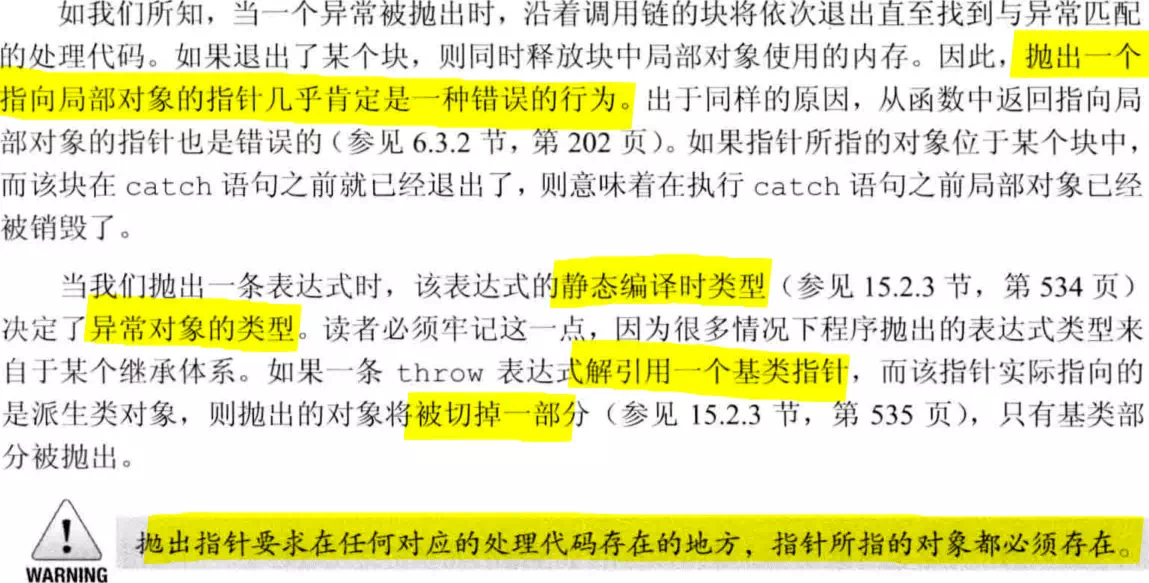 如我们所知，当一个异常被抛出时，沿着调用链的块将依次退出直至找到与异常匹配
的处理代码。如果退出了某个块，则同时释放块中局部对象使用的内存。因此，抛出一个
指向局部对象的指针几乎肯定是一种错误的行为。出于同样的原因，从函数中返回指向局
部对象的指针也是错误的（参见 6.3.2 节，第 202 页）。如果指针所指的对象位于某个块中，
而该块在 catch 语句之前就已经退出了，则意味着在执行 catch 语句之前局部对象已经
被销毁了。
当我们抛出一条表达式时，该表达式的静态编译时类型（参见 15.2.3 节，第 534 页）
决定了异常对象的类型。读者必须牢记这一点，因为很多情况下程序抛出的表达式类型来
自于某个继承体系。如果一条 throw 表达式解引用一个基类指针，而该指针实际指向的
是派生类对象，则抛出的对象将被切掉一部分（参见 15.2.3 节，第 535 页），只有基类部
分被抛出。
抛出指针要求在任何对应的处理代码存在的地方，指针所指的对象都必须存在。
WARNING